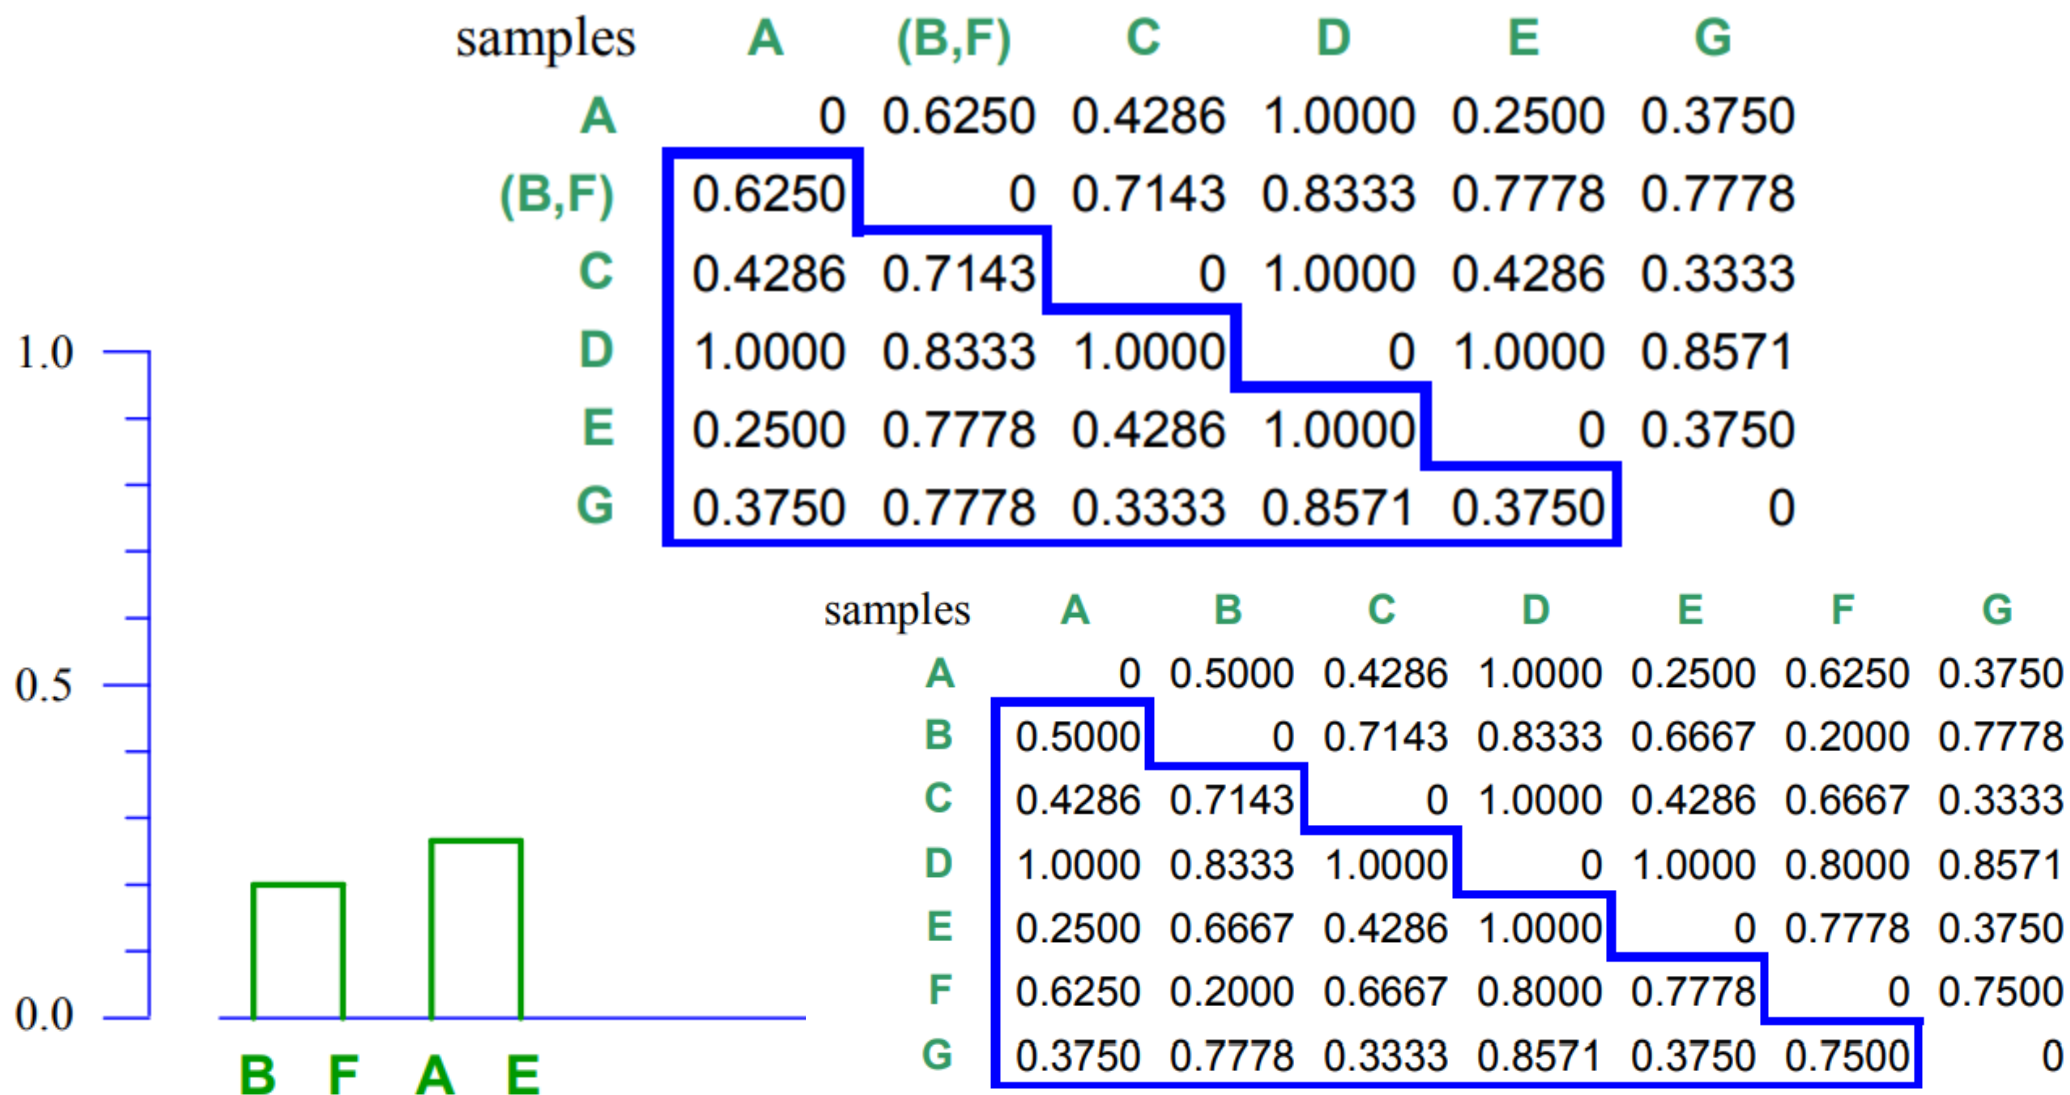 samples A (B,F) C D E G
A 0 0.6250 0.4286 1.0000 0.2500 0.3750
(B,F) 0.6250 0 0.7143 0.8333 0.7778 0.7778
C 0.4286 0.7143 0 1.0000 0.4286 0.3333
D 1.0000 0.8333 1.0000 0 1.0000 0.8571
E 0.2500 0.7778 0.4286 1.0000 0 0.3750
G 0.3750 0.7778 0.3333 0.8571 0.3750 0
1.0
0.5
0.0
B F A E
samples A B C D E F G
A 0 0.5000 0.4286 1.0000 0.2500 0.6250 0.3750
B 0.5000 0 0.7143 0.8333 0.6667 0.2000 0.7778
C 0.4286 0.7143 0 1.0000 0.4286 0.6667 0.3333
D 1.0000 0.8333 1.0000 0 1.0000 0.8000 0.8571
E 0.2500 0.6667 0.4286 1.0000 0 0.7778 0.3750
F 0.6250 0.2000 0.6667 0.8000 0.7778 0 0.7500
G 0.3750 0.7778 0.3333 0.8571 0.3750 0.7500 0